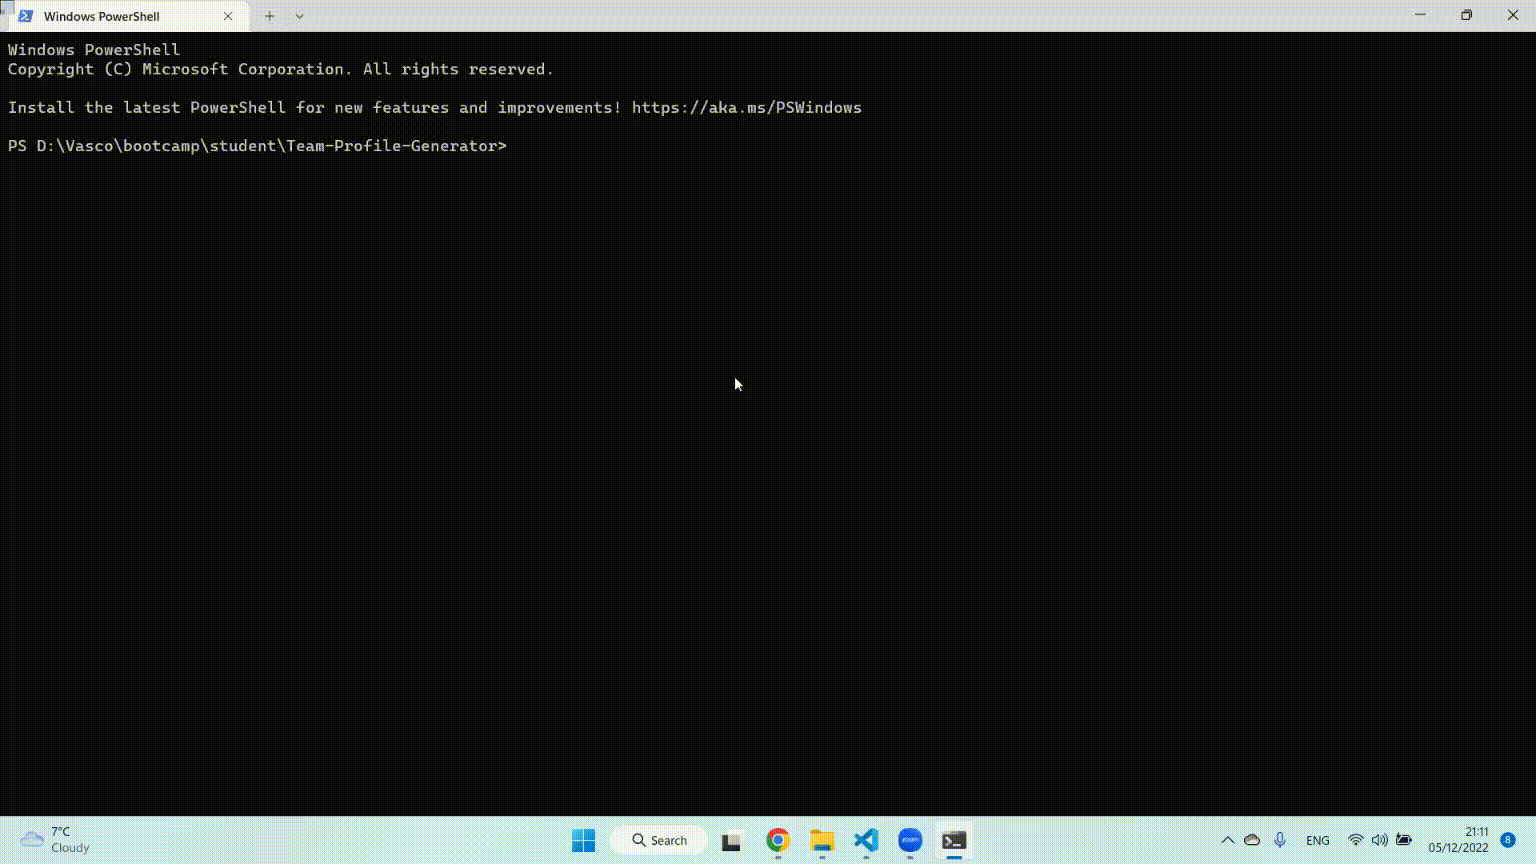 Windows PowerShell
Windows PowerShell
Copyright (C) Microsoft Corporation. All rights reserved.
Install the latest PowerShell for new features and improvements! https://aka.ms/PSWindows
PS D:\Vasco\bootcamp\student\Team-Profile-Generator>
7°C
Cloudy
Search
zoom
ENG
21:11
05/12/2022
8